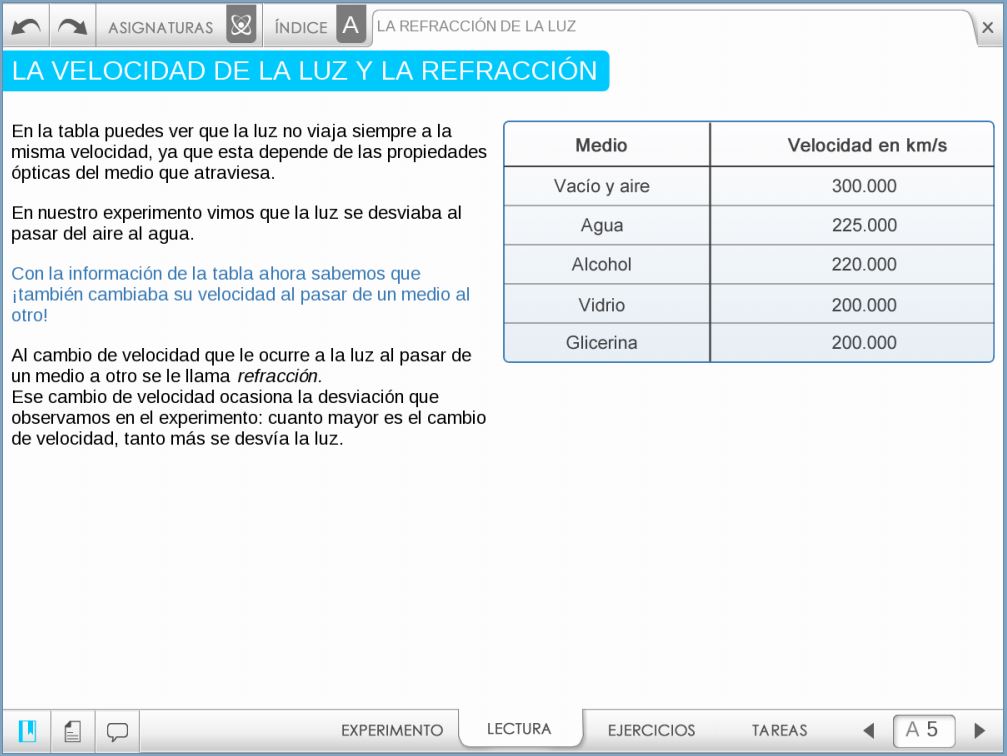 ASIGNATURAS
ÍNDICE A
LA REFRACCIÓN DE LA LUZ
LA VELOCIDAD DE LA LUZ Y LA REFRACCIÓN
En la tabla puedes ver que la luz no viaja siempre a la
misma velocidad, ya que esta depende de las propiedades
ópticas del medio que atraviesa.
En nuestro experimento vimos que la luz se desviaba al
pasar del aire al agua.
Con la información de la tabla ahora sabemos que
¡también cambiaba su velocidad al pasar de un medio al
otro!
Al cambio de velocidad que le ocurre a la luz al pasar de
un medio a otro se le llama refracción.
Ese cambio de velocidad ocasiona la desviación que
observamos en el experimento: cuanto mayor es el cambio
de velocidad, tanto más se desvía la luz.
Medio Velocidad en km/s
Vacío y aire 300.000
Agua 225.000
Alcohol 220.000
Vidrio 200.000
Glicerina 200.000
EXPERIMENTO LECTURA EJERCICIOS TAREAS A 5